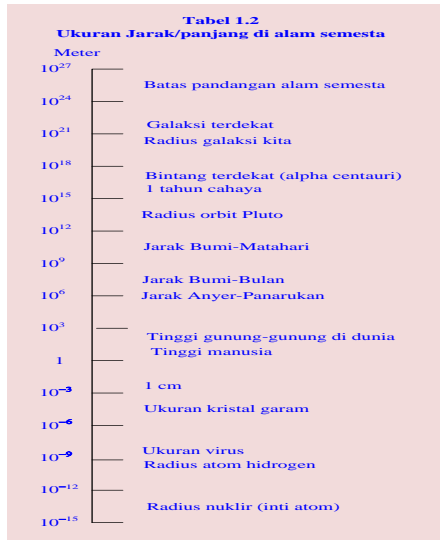 Tabel 1.2
Ukuran Jarak/panjang di alam semesta
Meter
10²⁷
Batas pandangan alam semesta
10²⁴
Galaksi terdekat
10²¹
Radius galaksi kita
10¹⁸
Bintang terdekat (alpha centauri)
1 tahun cahaya
10¹⁵
Radius orbit Pluto
10¹²
Jarak Bumi-Matahari
10⁹
Jarak Bumi-Bulan
10⁶
Jarak Anyer-Panarukan
10³
Tinggi gunung-gunung di dunia
Tinggi manusia
1
1 cm
10⁻³
Ukuran kristal garam
10⁻⁶
Ukuran virus
10⁻⁹
Radius atom hidrogen
10⁻¹²
Radius nuklir (inti atom)
10⁻¹⁵